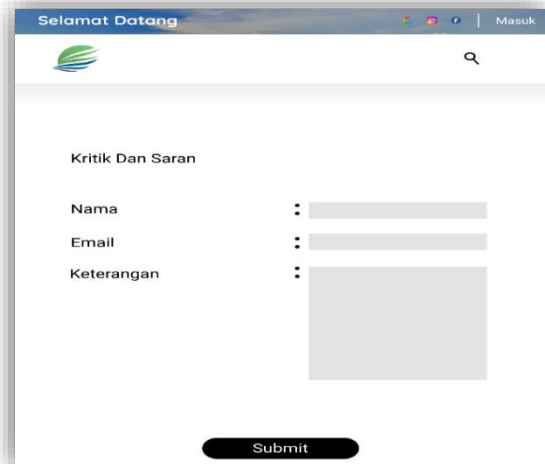 Selamat Datang Masuk
Kritik Dan Saran
Nama :
Email :
Keterangan :
Submit